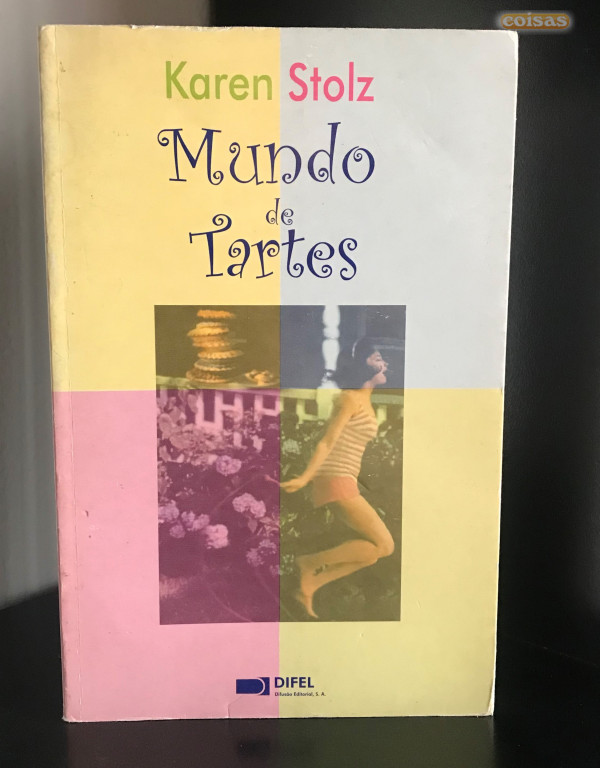 coisas
Karen Stolz
Mundo
de
Tartes
DIFEL
Difusão Editorial, S. A.